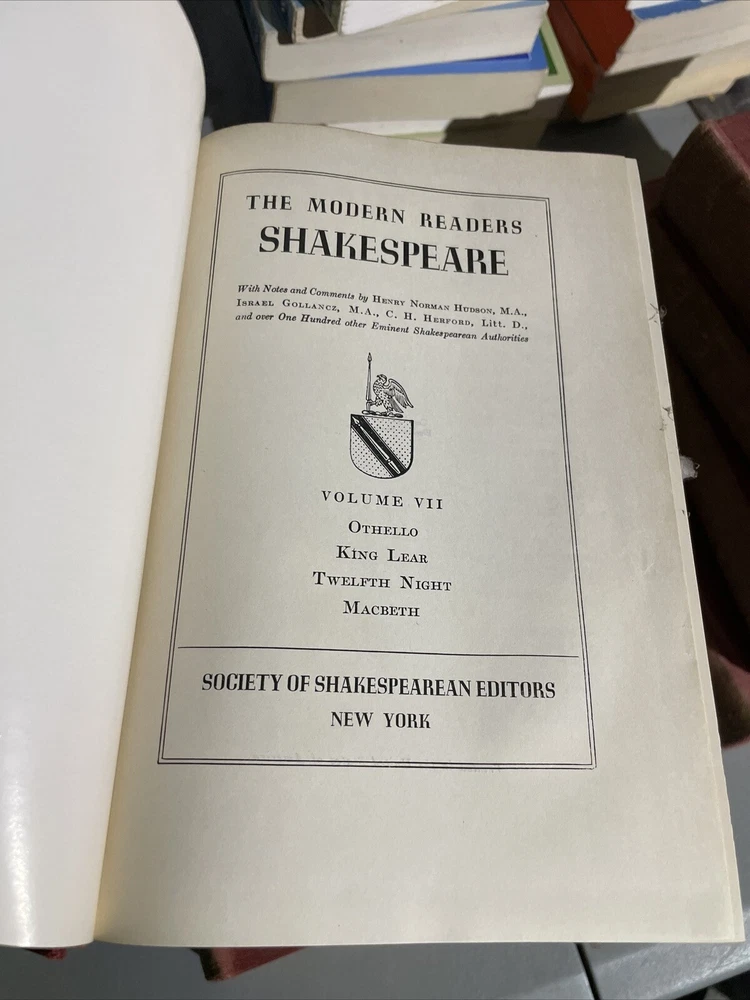 THE MODERN READERS
SHAKESPEARE
With Notes and Comments by HENRY NORMAN HUDSON, M.A.,
ISRAEL GOLLANCZ, M.A., C. H. HERFORD, LITT. D.,
and over One Hundred other Eminent Shakespearean Authorities
VOLUME VII
OTHELLO
KING LEAR
TWELFTH NIGHT
MACBETH
SOCIETY OF SHAKESPEAREAN EDITORS
NEW YORK